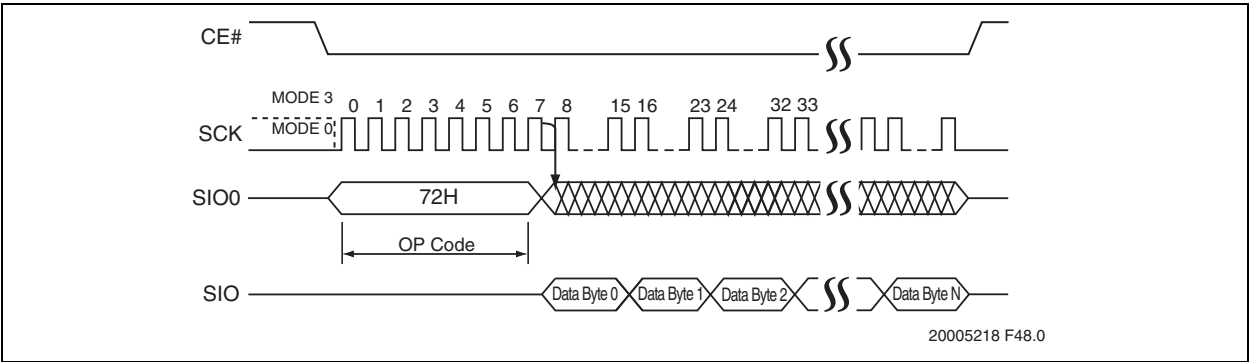 CE#
MODE 3
0 1 2 3 4 5 6 7 8 15 16 23 24 32 33
SCK
MODE 0
SIO0
72H
OP Code
SIO
Data Byte 0 Data Byte 1 Data Byte 2 Data Byte N
20005218 F48.0